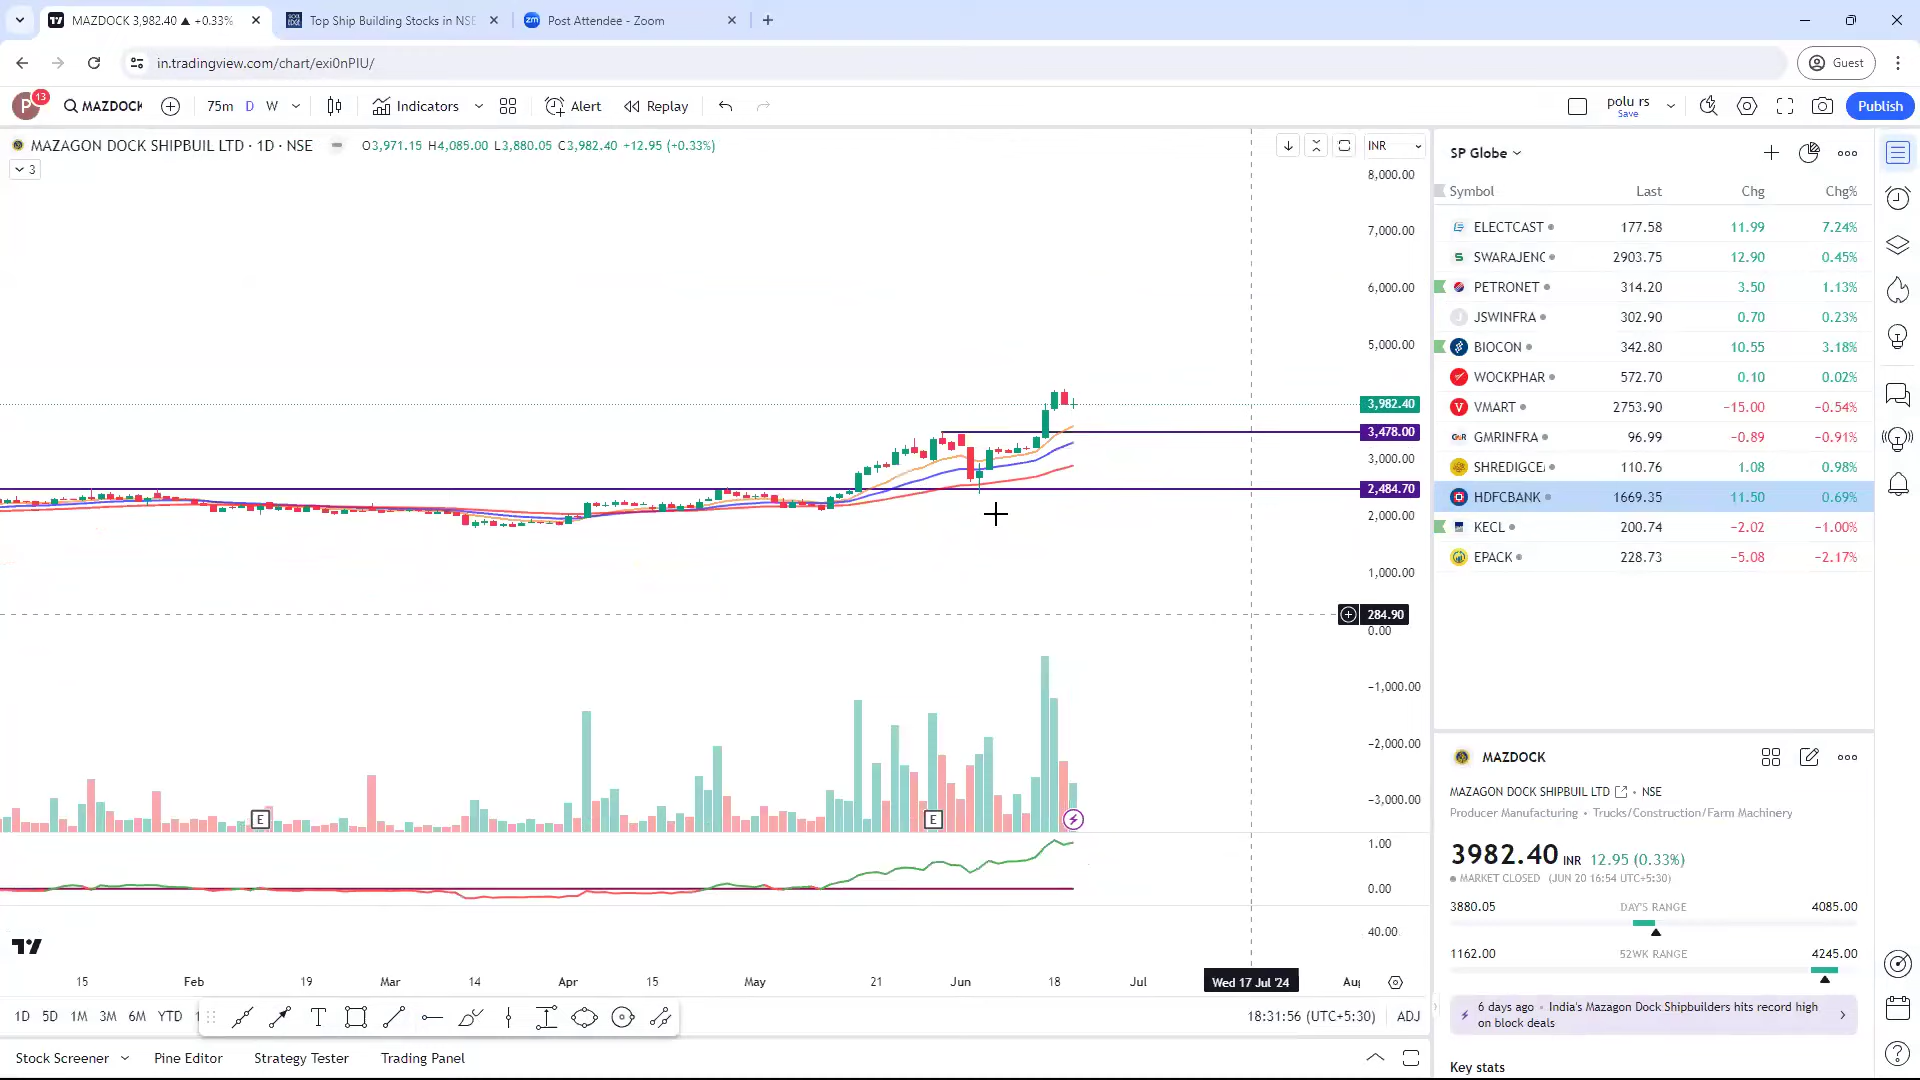 MAZDOCK 3,982.40 ▲ +0.33%
Top Ship Building Stocks in NSE
zm Post Attendee - Zoom
in.tradingview.com/chart/exi0nPIU/
Guest
P 13 MAZDOCK 75m D W Indicators Alert Replay
polu rs
Save
Publish
MAZAGON DOCK SHIPBUIL LTD · 1D · NSE O3,971.15 H4,085.00 L3,880.05 C3,982.40 +12.95 (+0.33%)
3
INR
8,000.00
7,000.00
6,000.00
5,000.00
3,982.40
3,478.00
3,000.00
2,484.70
2,000.00
1,000.00
284.90
0.00
−1,000.00
−2,000.00
−3,000.00
E E
1.00
0.00
40.00
15 Feb 19 Mar 14 Apr 15 May 21 Jun 18 Jul Wed 17 Jul '24 Aug
1D 5D 1M 3M 6M YTD 1
18:31:56 (UTC+5:30) ADJ
Stock Screener Pine Editor Strategy Tester Trading Panel
SP Globe
Symbol Last Chg Chg%
ELECTCAST 177.58 11.99 7.24%
SWARAJENG 2903.75 12.90 0.45%
PETRONET 314.20 3.50 1.13%
J JSWINFRA 302.90 0.70 0.23%
BIOCON 342.80 10.55 3.18%
WOCKPHAR 572.70 0.10 0.02%
V VMART 2753.90 −15.00 −0.54%
GMR GMRINFRA 96.99 −0.89 −0.91%
SHREDIGCE 110.76 1.08 0.98%
HDFCBANK 1669.35 11.50 0.69%
KECL 200.74 −2.02 −1.00%
EPACK 228.73 −5.08 −2.17%
MAZDOCK
MAZAGON DOCK SHIPBUIL LTD • NSE
Producer Manufacturing • Trucks/Construction/Farm Machinery
3982.40 INR 12.95 (0.33%)
MARKET CLOSED (JUN 20 16:54 UTC+5:30)
3880.05 DAY'S RANGE 4085.00
1162.00 52WK RANGE 4245.00
6 days ago • India's Mazagon Dock Shipbuilders hits record high
on block deals
Key stats